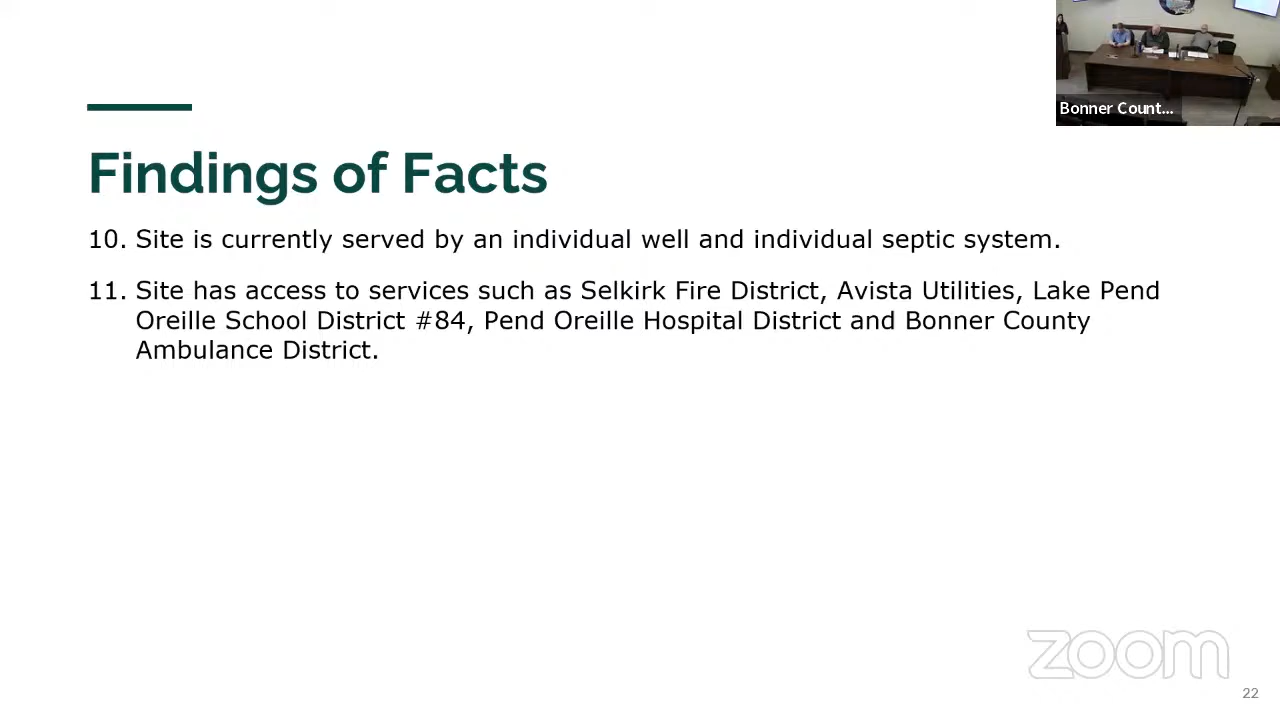 Bonner Count...
Findings of Facts
10. Site is currently served by an individual well and individual septic system.
11. Site has access to services such as Selkirk Fire District, Avista Utilities, Lake Pend
Oreille School District #84, Pend Oreille Hospital District and Bonner County
Ambulance District.
zoom
22